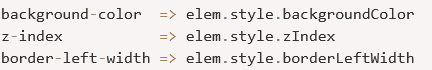 background-color  => elem.style.backgroundColor
z-index           => elem.style.zIndex
border-left-width => elem.style.borderLeftWidth